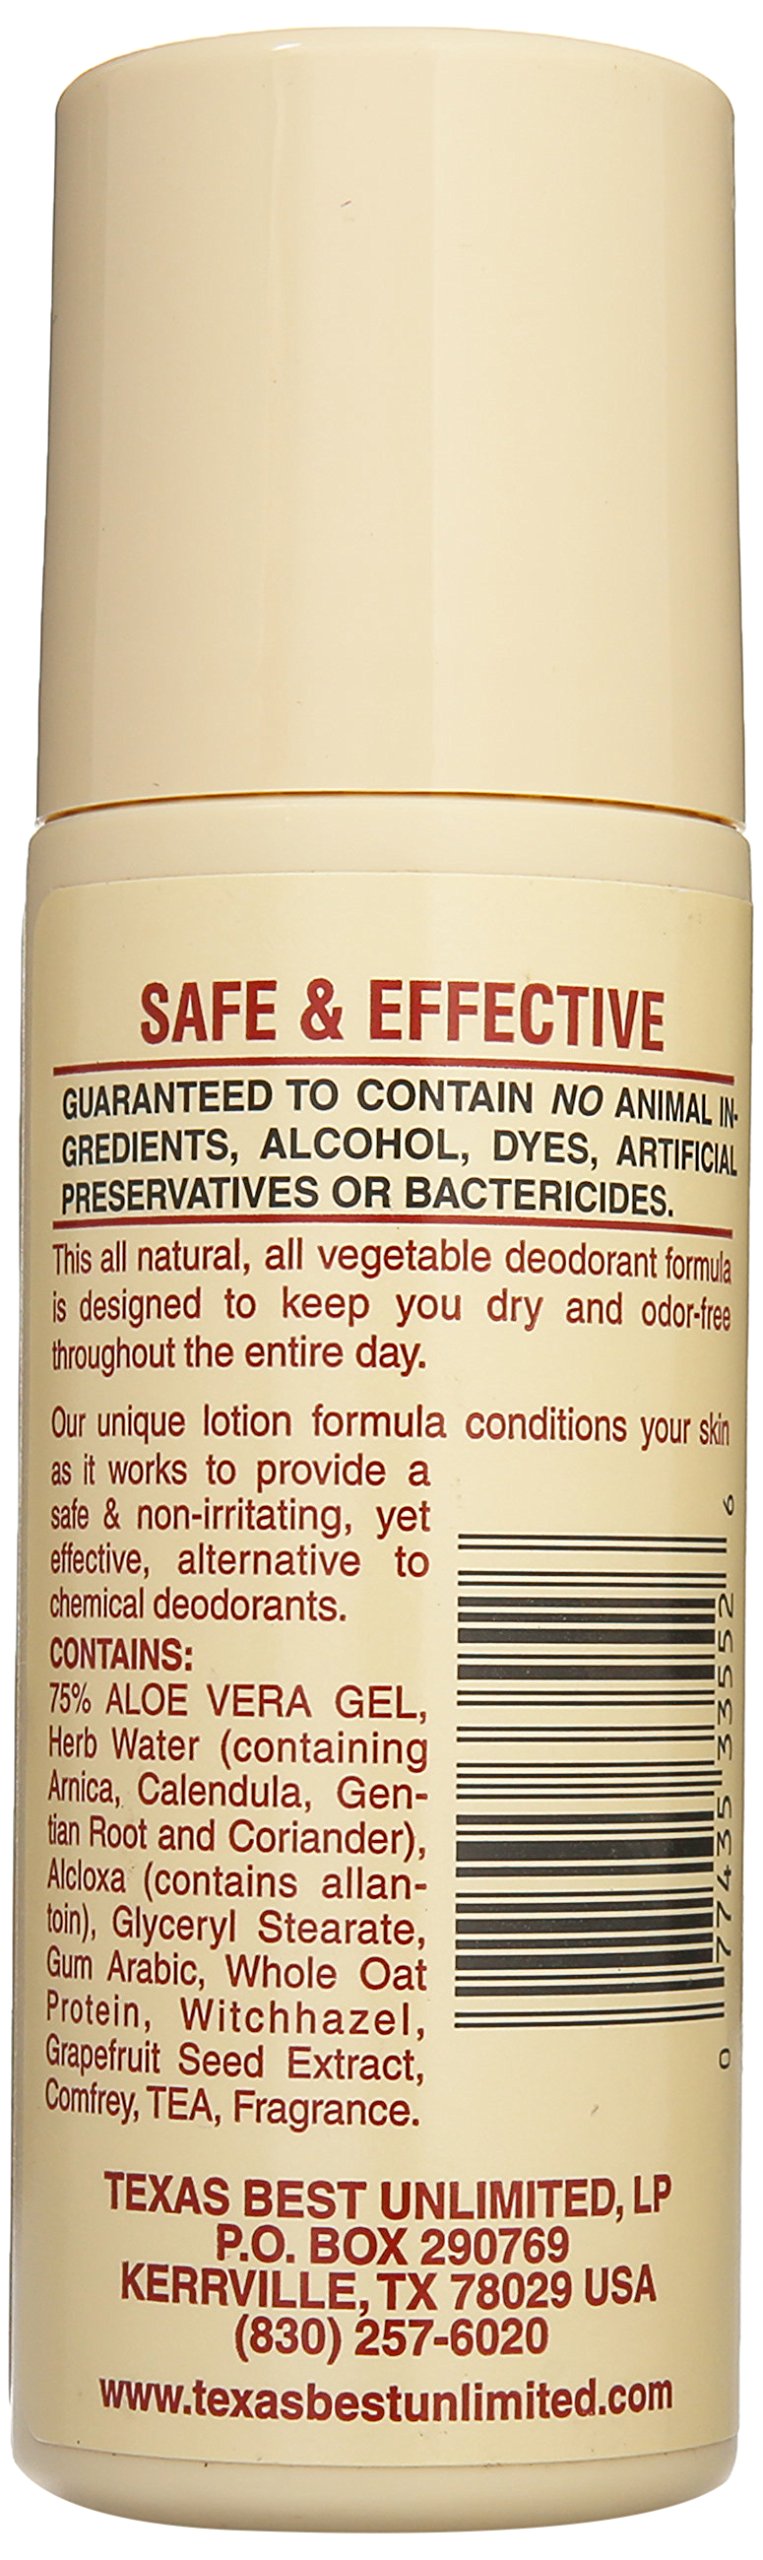 SAFE & EFFECTIVE
GUARANTEED TO CONTAIN NO ANIMAL IN-
GREDIENTS, ALCOHOL, DYES, ARTIFICIAL
PRESERVATIVES OR BACTERICIDES.
This all natural, all vegetable deodorant formula
is designed to keep you dry and odor-free
throughout the entire day.
Our unique lotion formula conditions your skin
as it works to provide a
safe & non-irritating, yet
effective, alternative to
chemical deodorants.
CONTAINS:
75% ALOE VERA GEL,
Herb Water (containing
Arnica, Calendula, Gen-
tian Root and Coriander),
Alcloxa (contains allan-
toin), Glyceryl Stearate,
Gum Arabic, Whole Oat
Protein, Witchhazel,
Grapefruit Seed Extract,
Comfrey, TEA, Fragrance.
0 77435 33552 6
TEXAS BEST UNLIMITED, LP
P.O. BOX 290769
KERRVILLE, TX 78029 USA
(830) 257-6020
www.texasbestunlimited.com